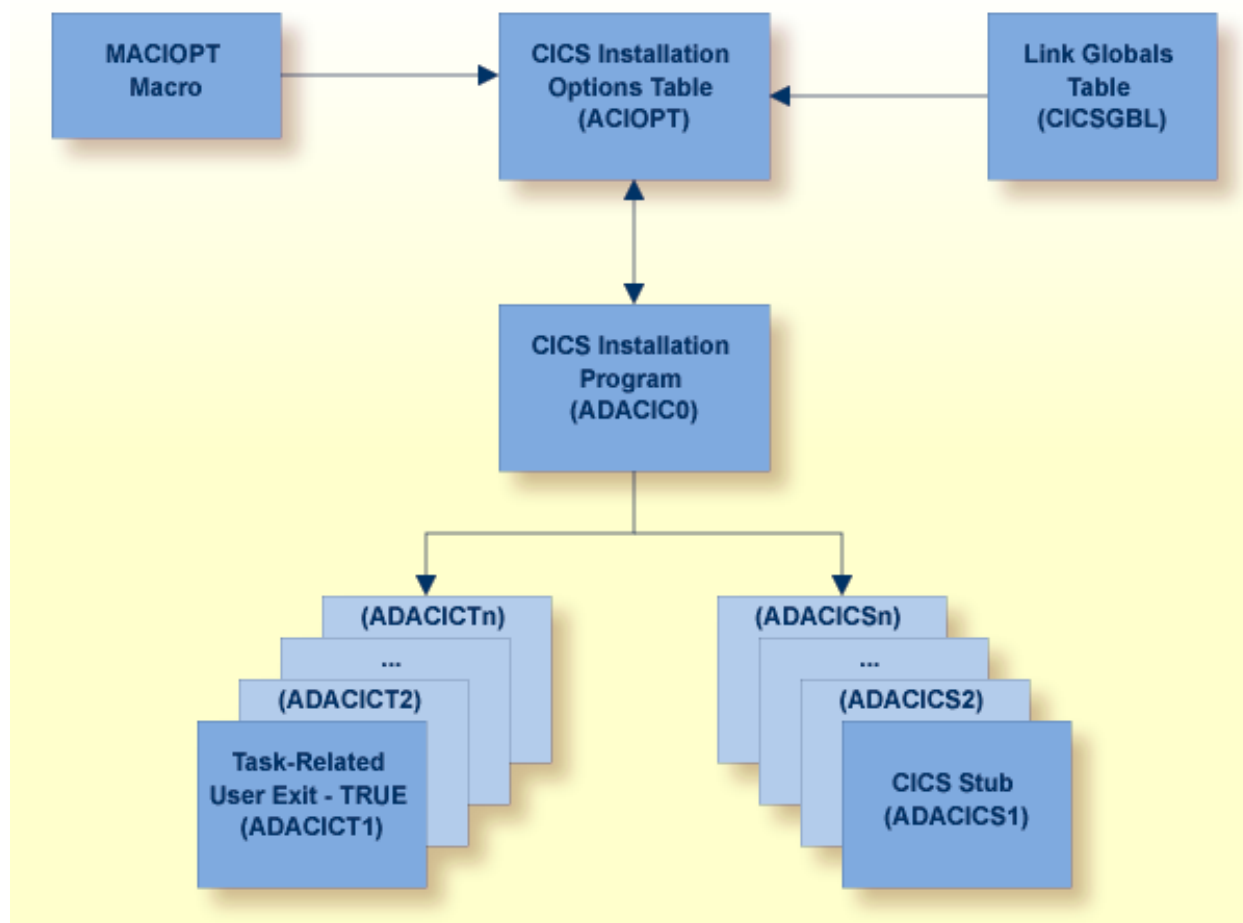 MACIOPT
Macro
CICS Installation
Options Table
(ACIOPT)
Link Globals
Table
(CICSGBL)
CICS Installation
Program
(ADACIC0)
(ADACICTn)
...
(ADACICT2)
Task-Related
User Exit - TRUE
(ADACICT1)
(ADACICSn)
...
(ADACICS2)
CICS Stub
(ADACICS1)